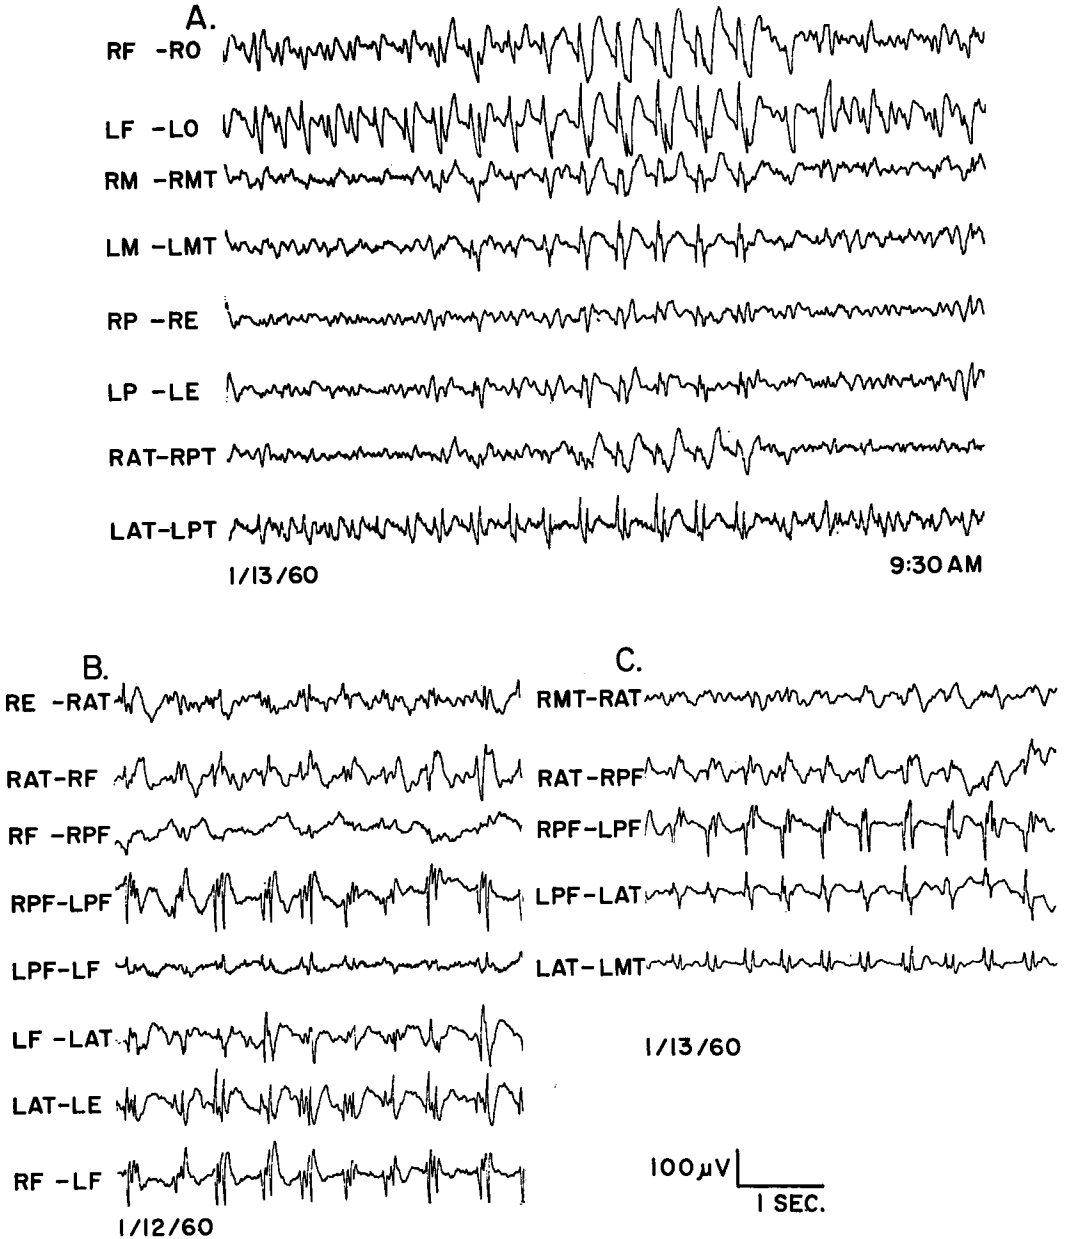 A.
RF -RO
LF -LO
RM -RMT
LM -LMT
RP -RE
LP -LE
RAT-RPT
LAT-LPT
1/13/60
9:30 AM
B.
RE -RAT
RAT-RF
RF -RPF
RPF-LPF
LPF-LF
LF -LAT
LAT-LE
RF -LF
1/12/60
C.
RMT-RAT
RAT-RPF
RPF-LPF
LPF-LAT
LAT-LMT
1/13/60
100 µV
1 SEC.